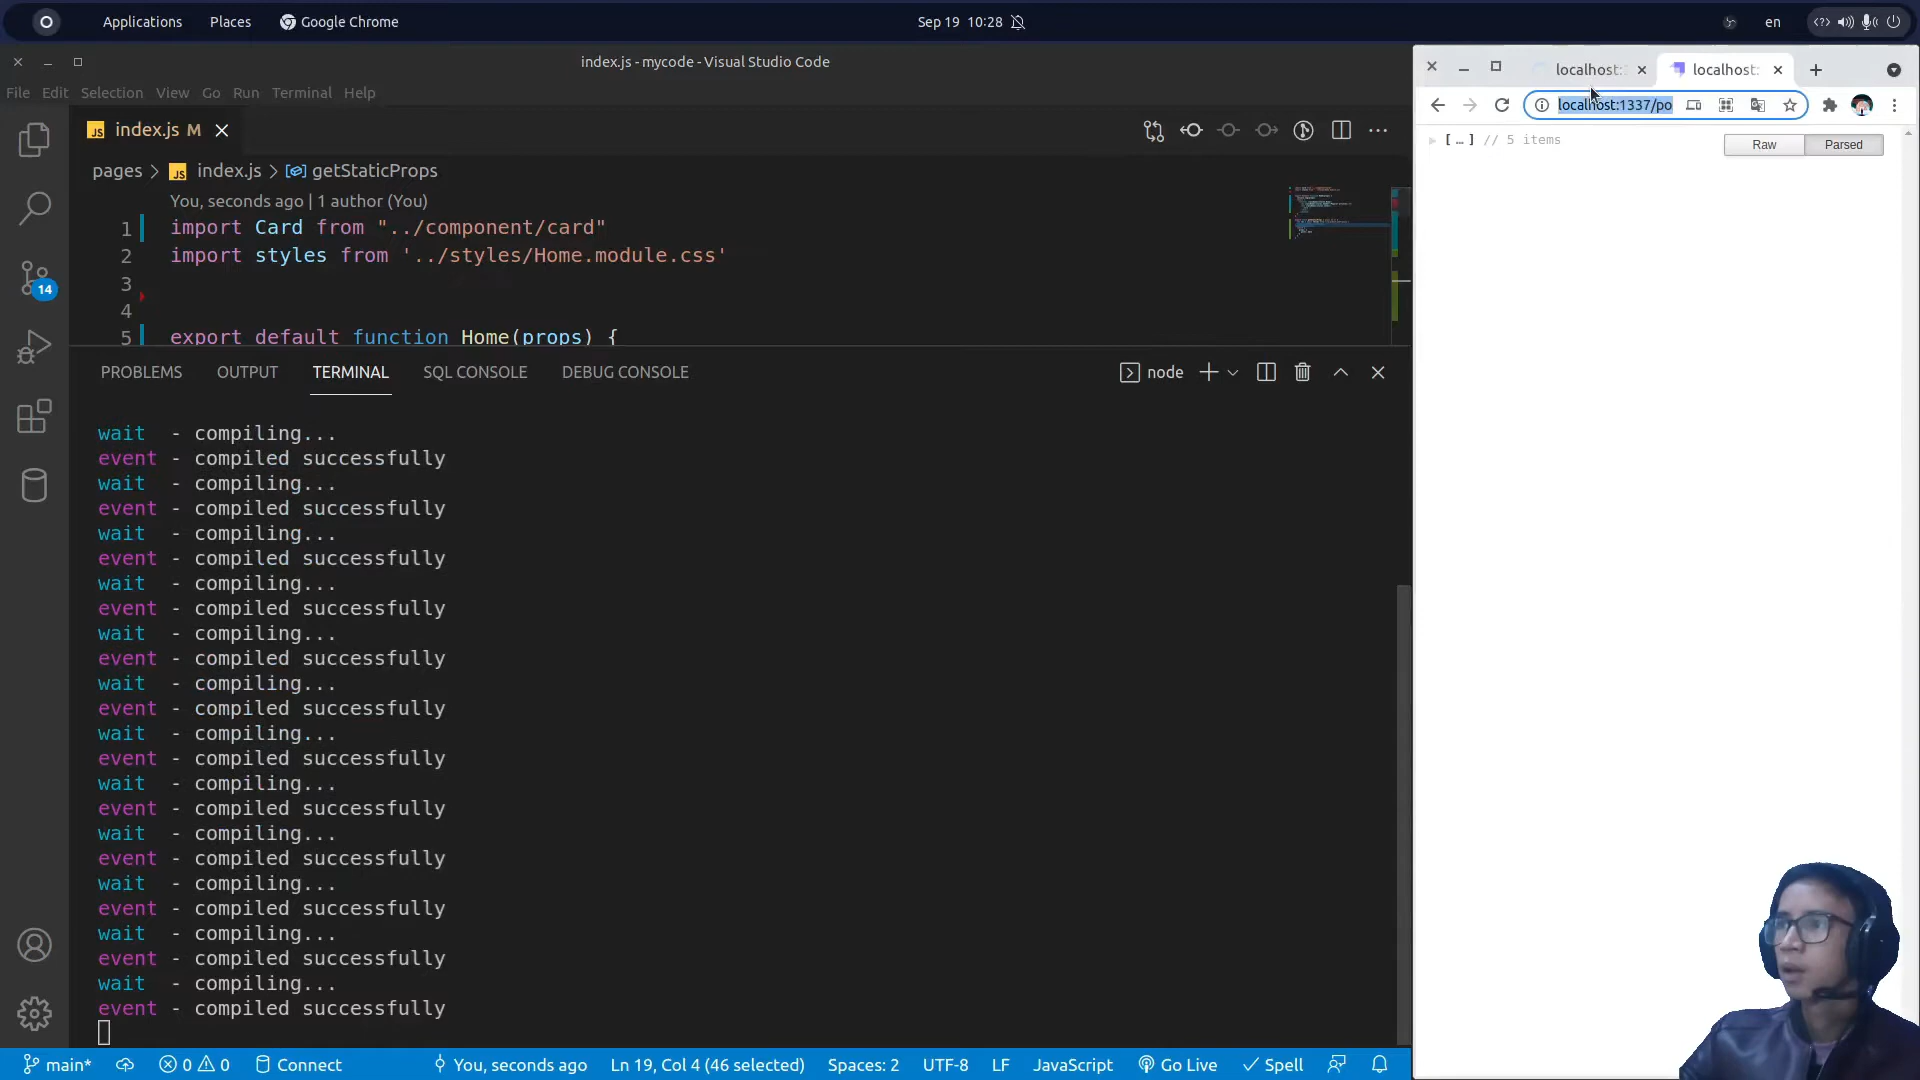 Applications Places Google Chrome Sep 19 10:28 en
index.js - mycode - Visual Studio Code
File Edit Selection View Go Run Terminal Help
JS index.js M
pages > JS index.js > getStaticProps
You, seconds ago | 1 author (You)
1 import Card from "../component/card"
2 import styles from '../styles/Home.module.css'
3
4
5 export default function Home(props) {
14
PROBLEMS OUTPUT TERMINAL SQL CONSOLE DEBUG CONSOLE node
wait - compiling...
event - compiled successfully
wait - compiling...
event - compiled successfully
wait - compiling...
event - compiled successfully
wait - compiling...
event - compiled successfully
wait - compiling...
event - compiled successfully
wait - compiling...
event - compiled successfully
wait - compiling...
event - compiled successfully
wait - compiling...
event - compiled successfully
wait - compiling...
event - compiled successfully
wait - compiling...
event - compiled successfully
wait - compiling...
event - compiled successfully
wait - compiling...
event - compiled successfully
main* 0 0 Connect You, seconds ago Ln 19, Col 4 (46 selected) Spaces: 2 UTF-8 LF JavaScript Go Live Spell
localhost: localhost:
localhost:1337/po
[ … ] // 5 items
Raw Parsed